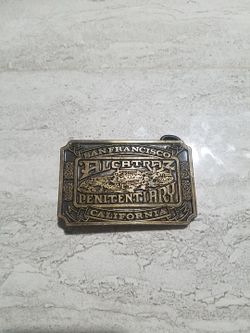 SAN FRANCISCO
ALCATRAZ
PENITENTIARY
CALIFORNIA